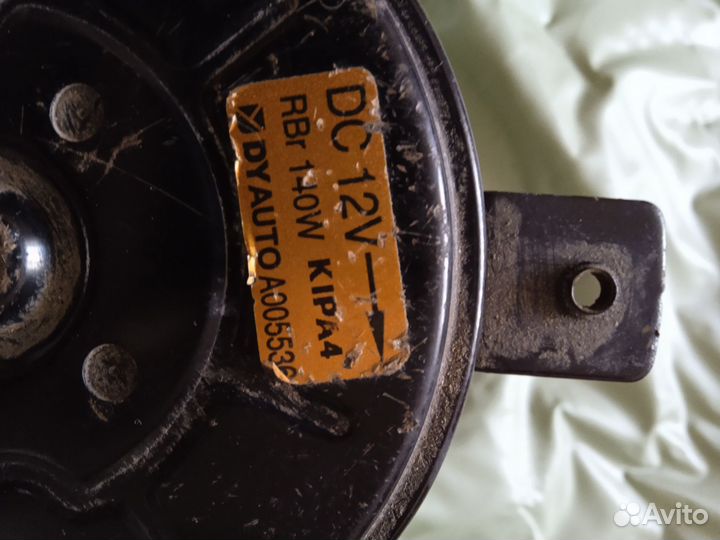 DC 12V
RBr 140W KIPA4
DYAUTO A00553
Avito